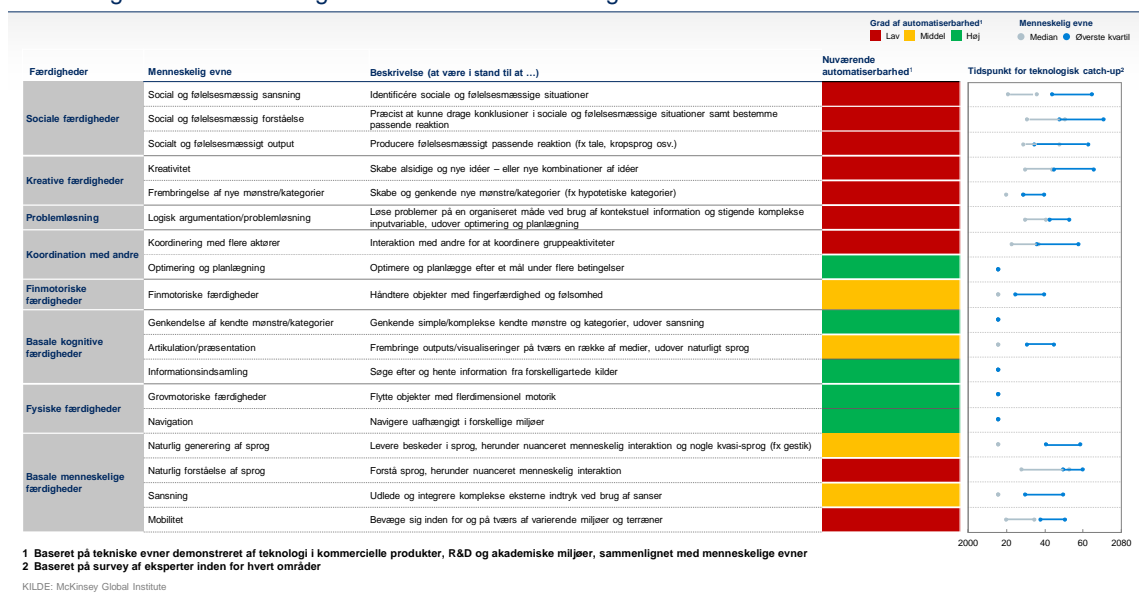 Grad af automatiserbarhed¹
Menneskelig evne
Lav Middel Høj
Median Øverste kvartil
Færdigheder
Menneskelig evne
Beskrivelse (at være i stand til at …)
Nuværende
automatiserbarhed¹
Tidspunkt for teknologisk catch-up²
Sociale færdigheder
Social og følelsesmæssig sansning
Identificére sociale og følelsesmæssige situationer
Social og følelsesmæssig forståelse
Præcist at kunne drage konklusioner i sociale og følelsesmæssige situationer samt bestemme
passende reaktion
Socialt og følelsesmæssigt output
Producere følelsesmæssigt passende reaktion (fx tale, kropsprog osv.)
Kreative færdigheder
Kreativitet
Skabe alsidige og nye idéer – eller nye kombinationer af idéer
Frembringelse af nye mønstre/kategorier
Skabe og genkende nye mønstre/kategorier (fx hypotetiske kategorier)
Problemløsning
Logisk argumentation/problemløsning
Løse problemer på en organiseret måde ved brug af kontekstuel information og stigende komplekse
inputvariable, udover optimering og planlægning
Koordination med andre
Koordinering med flere aktører
Interaktion med andre for at koordinere gruppeaktiviteter
Optimering og planlægning
Optimere og planlægge efter et mål under flere betingelser
Finmotoriske
færdigheder
Finmotoriske færdigheder
Håndtere objekter med fingerfærdighed og følsomhed
Basale kognitive
færdigheder
Genkendelse af kendte mønstre/kategorier
Genkende simple/komplekse kendte mønstre og kategorier, udover sansning
Artikulation/præsentation
Frembringe outputs/visualiseringer på tværs en række af medier, udover naturligt sprog
Informationsindsamling
Søge efter og hente information fra forskelligartede kilder
Fysiske færdigheder
Grovmotoriske færdigheder
Flytte objekter med flerdimensionel motorik
Navigation
Navigere uafhængigt i forskellige miljøer
Basale menneskelige
færdigheder
Naturlig generering af sprog
Levere beskeder i sprog, herunder nuanceret menneskelig interaktion og nogle kvasi-sprog (fx gestik)
Naturlig forståelse af sprog
Forstå sprog, herunder nuanceret menneskelig interaktion
Sansning
Udlede og integrere komplekse eksterne indtryk ved brug af sanser
Mobilitet
Bevæge sig inden for og på tværs af varierende miljøer og terræner
2000 20 40 60 2080
1 Baseret på tekniske evner demonstreret af teknologi i kommercielle produkter, R&D og akademiske miljøer, sammenlignet med menneskelige evner
2 Baseret på survey af eksperter inden for hvert områder
KILDE: McKinsey Global Institute